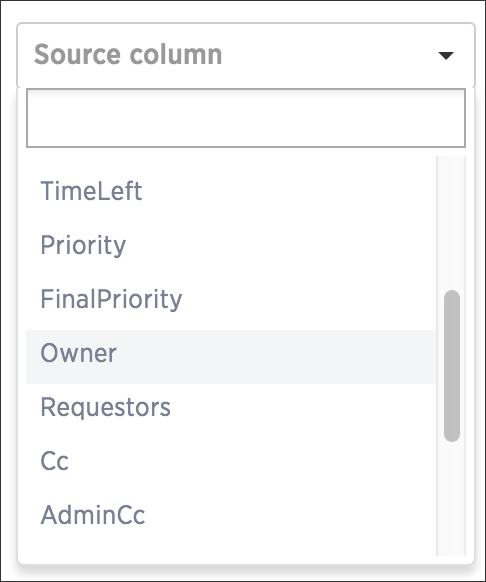 Source column
TimeLeft
Priority
FinalPriority
Owner
Requestors
Cc
AdminCc